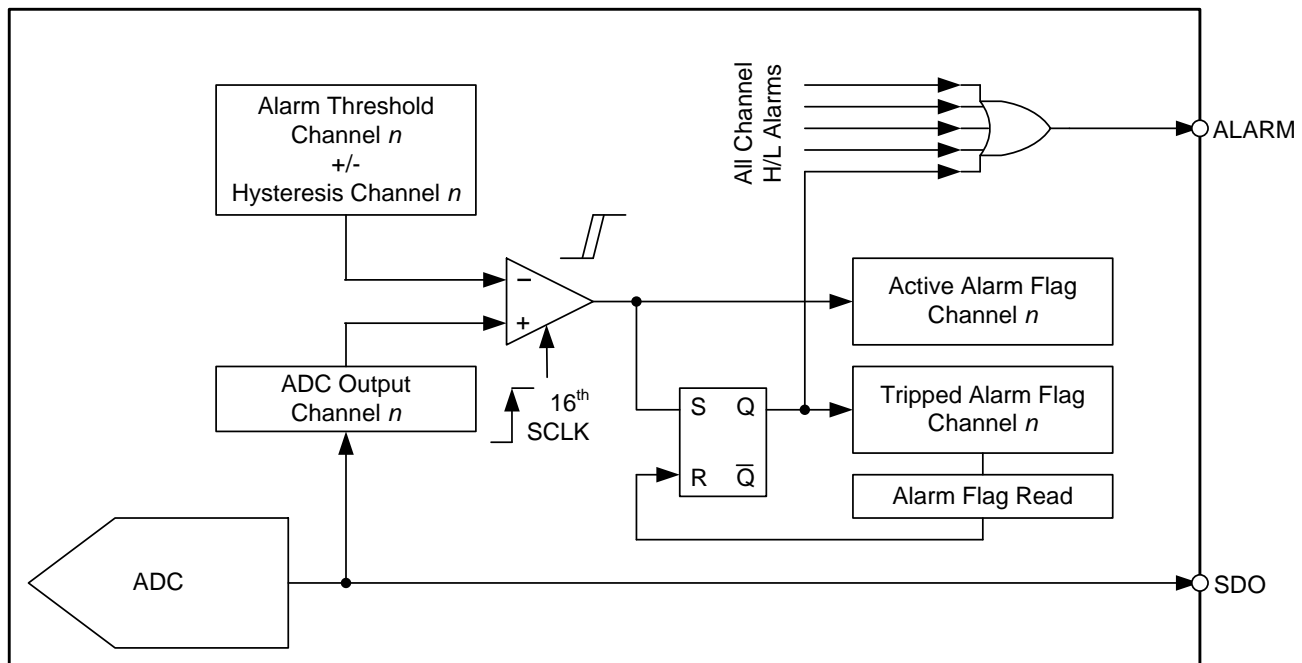 All Channel
H/L Alarms
ALARM
Alarm Threshold
Channel n
+/-
Hysteresis Channel n
−
+
Active Alarm Flag
Channel n
ADC Output
Channel n
16th
SCLK
S Q
R Q̅
Tripped Alarm Flag
Channel n
Alarm Flag Read
ADC
SDO